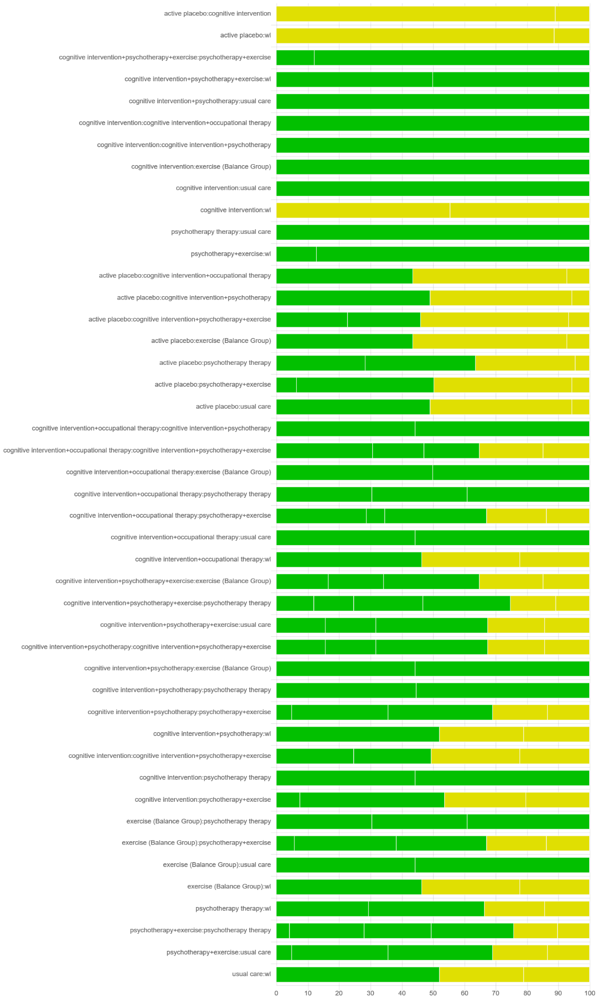 active placebo:cognitive intervention
active placebo:wl
cognitive intervention+psychotherapy+exercise:psychotherapy+exercise
cognitive intervention+psychotherapy+exercise:wl
cognitive intervention+psychotherapy:usual care
cognitive intervention:cognitive intervention+occupational therapy
cognitive intervention:cognitive intervention+psychotherapy
cognitive intervention:exercise (Balance Group)
cognitive intervention:usual care
cognitive intervention:wl
psychotherapy therapy:usual care
psychotherapy+exercise:wl
active placebo:cognitive intervention+occupational therapy
active placebo:cognitive intervention+psychotherapy
active placebo:cognitive intervention+psychotherapy+exercise
active placebo:exercise (Balance Group)
active placebo:psychotherapy therapy
active placebo:psychotherapy+exercise
active placebo:usual care
cognitive intervention+occupational therapy:cognitive intervention+psychotherapy
cognitive intervention+occupational therapy:cognitive intervention+psychotherapy+exercise
cognitive intervention+occupational therapy:exercise (Balance Group)
cognitive intervention+occupational therapy:psychotherapy therapy
cognitive intervention+occupational therapy:psychotherapy+exercise
cognitive intervention+occupational therapy:usual care
cognitive intervention+occupational therapy:wl
cognitive intervention+psychotherapy+exercise:exercise (Balance Group)
cognitive intervention+psychotherapy+exercise:psychotherapy therapy
cognitive intervention+psychotherapy+exercise:usual care
cognitive intervention+psychotherapy:cognitive intervention+psychotherapy+exercise
cognitive intervention+psychotherapy:exercise (Balance Group)
cognitive intervention+psychotherapy:psychotherapy therapy
cognitive intervention+psychotherapy:psychotherapy+exercise
cognitive intervention+psychotherapy:wl
cognitive intervention:cognitive intervention+psychotherapy+exercise
cognitive intervention:psychotherapy therapy
cognitive intervention:psychotherapy+exercise
exercise (Balance Group):psychotherapy therapy
exercise (Balance Group):psychotherapy+exercise
exercise (Balance Group):usual care
exercise (Balance Group):wl
psychotherapy therapy:wl
psychotherapy+exercise:psychotherapy therapy
psychotherapy+exercise:usual care
usual care:wl
0 10 20 30 40 50 60 70 80 90 100